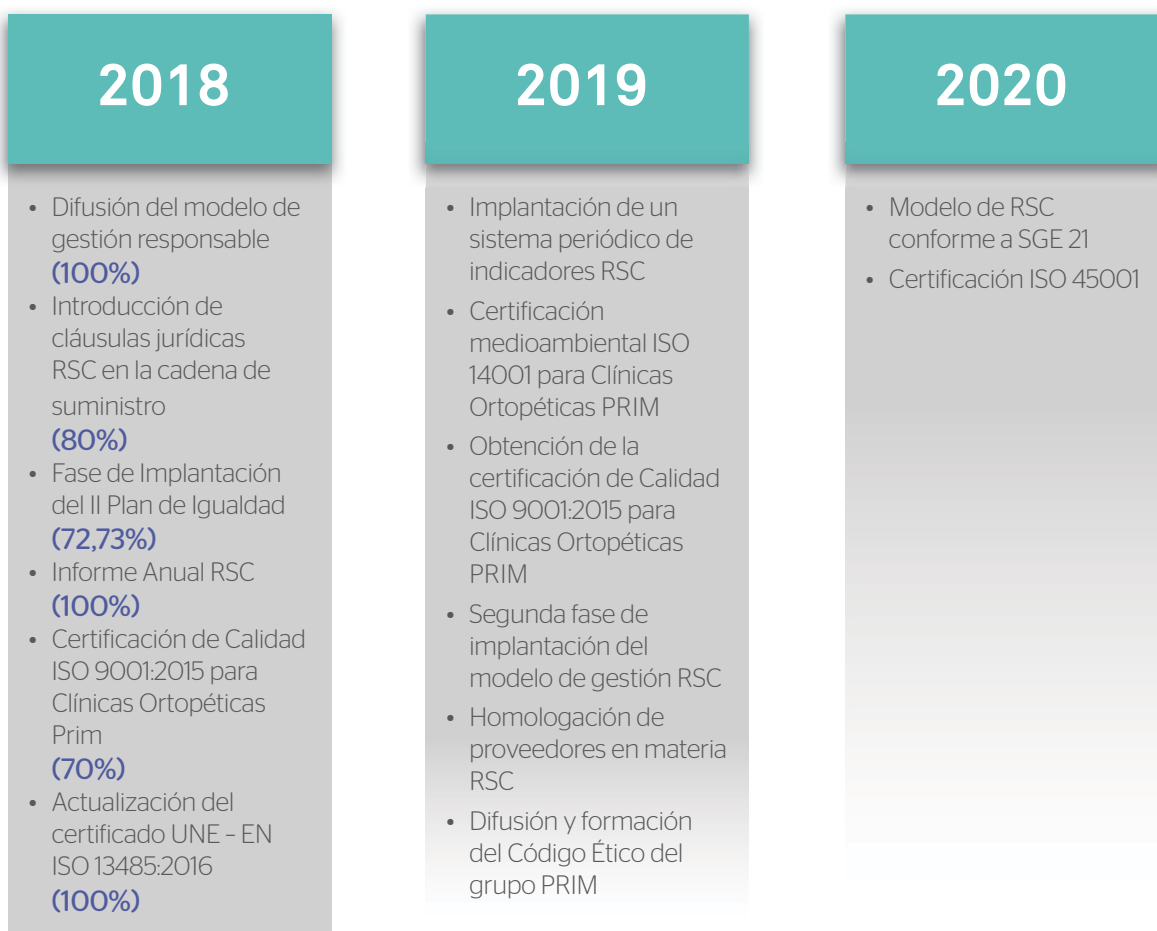 2018
• Difusión del modelo de
gestión responsable
(100%)
• Introducción de
cláusulas jurídicas
RSC en la cadena de
suministro
(80%)
• Fase de Implantación
del II Plan de Igualdad
(72,73%)
• Informe Anual RSC
(100%)
• Certificación de Calidad
ISO 9001:2015 para
Clínicas Ortopéticas
Prim
(70%)
• Actualización del
certificado UNE – EN
ISO 13485:2016
(100%)
2019
• Implantación de un
sistema periódico de
indicadores RSC
• Certificación
medioambiental ISO
14001 para Clínicas
Ortopéticas PRIM
• Obtención de la
certificación de Calidad
ISO 9001:2015 para
Clínicas Ortopéticas
PRIM
• Segunda fase de
implantación del
modelo de gestión RSC
• Homologación de
proveedores en materia
RSC
• Difusión y formación
del Código Ético del
grupo PRIM
2020
• Modelo de RSC
conforme a SGE 21
• Certificación ISO 45001